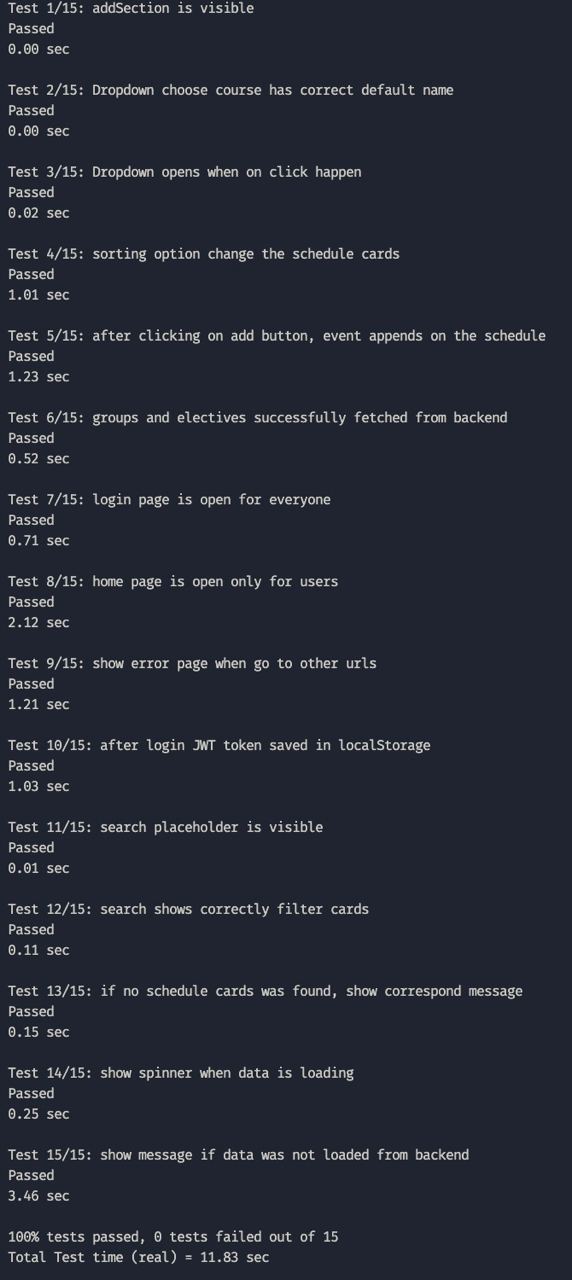 Test 1/15: addSection is visible
Passed
0.00 sec
Test 2/15: Dropdown choose course has correct default name
Passed
0.00 sec
Test 3/15: Dropdown opens when on click happen
Passed
0.02 sec
Test 4/15: sorting option change the schedule cards
Passed
1.01 sec
Test 5/15: after clicking on add button, event appends on the schedule
Passed
1.23 sec
Test 6/15: groups and electives successfully fetched from backend
Passed
0.52 sec
Test 7/15: login page is open for everyone
Passed
0.71 sec
Test 8/15: home page is open only for users
Passed
2.12 sec
Test 9/15: show error page when go to other urls
Passed
1.21 sec
Test 10/15: after login JWT token saved in localStorage
Passed
1.03 sec
Test 11/15: search placeholder is visible
Passed
0.01 sec
Test 12/15: search shows correctly filter cards
Passed
0.11 sec
Test 13/15: if no schedule cards was found, show correspond message
Passed
0.15 sec
Test 14/15: show spinner when data is loading
Passed
0.25 sec
Test 15/15: show message if data was not loaded from backend
Passed
3.46 sec
100% tests passed, 0 tests failed out of 15
Total Test time (real) = 11.83 sec